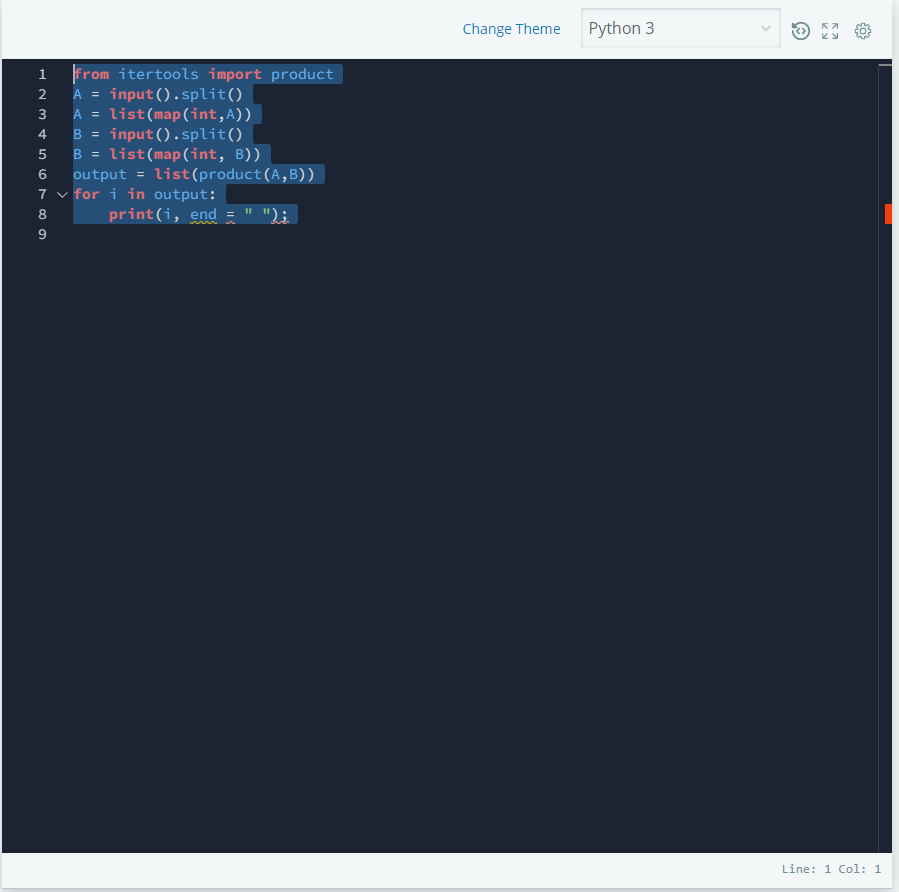 Change Theme Python 3
1 from itertools import product
2 A = input().split()
3 A = list(map(int,A))
4 B = input().split()
5 B = list(map(int, B))
6 output = list(product(A,B))
7 for i in output:
8     print(i, end = " ");
9
Line: 1 Col: 1